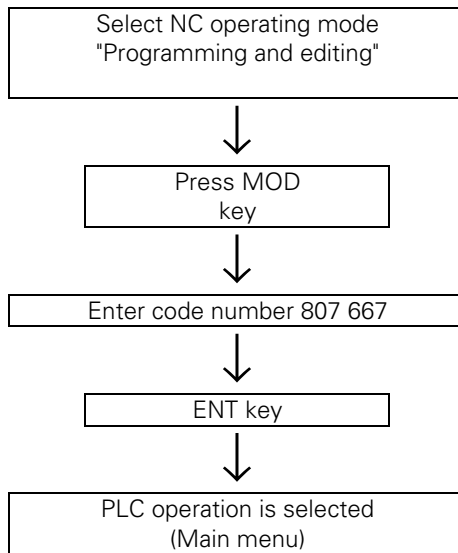 Select NC operating mode
"Programming and editing"
Press MOD
key
Enter code number 807 667
ENT key
PLC operation is selected
(Main menu)